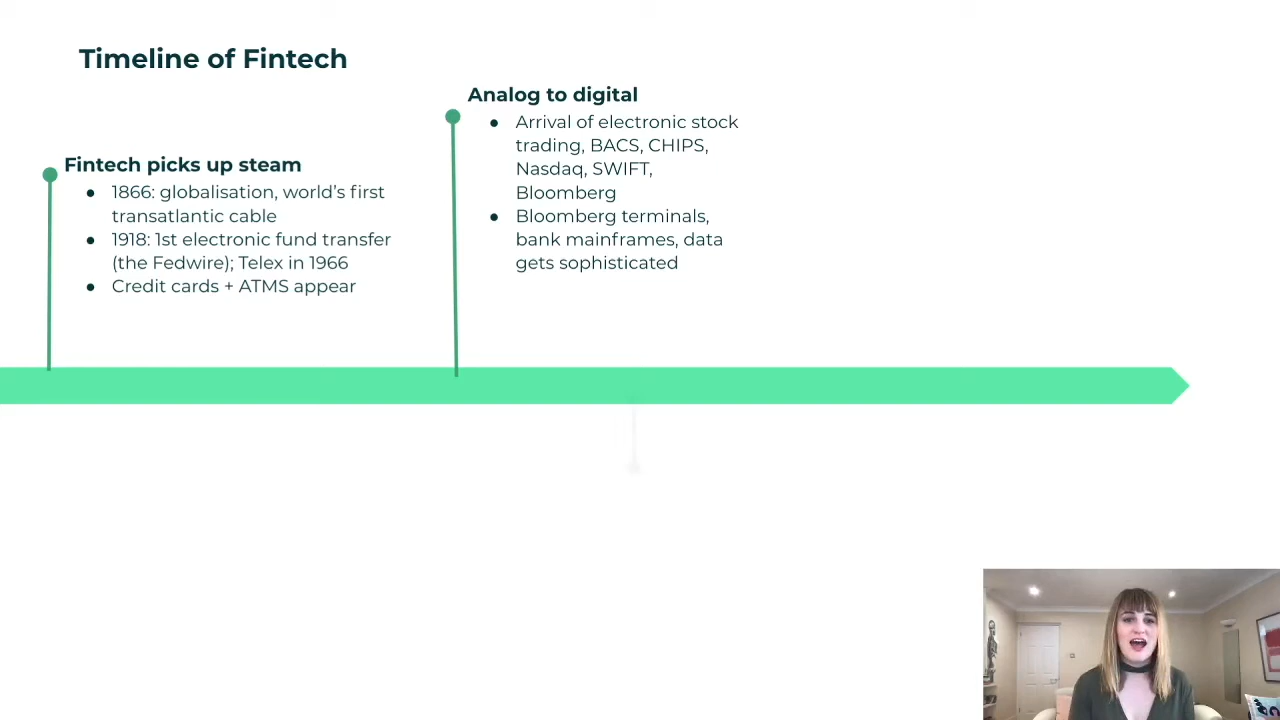 Timeline of Fintech
Fintech picks up steam
● 1866: globalisation, world’s first
transatlantic cable
● 1918: 1st electronic fund transfer
(the Fedwire); Telex in 1966
● Credit cards + ATMS appear
Analog to digital
● Arrival of electronic stock
trading, BACS, CHIPS,
Nasdaq, SWIFT,
Bloomberg
● Bloomberg terminals,
bank mainframes, data
gets sophisticated